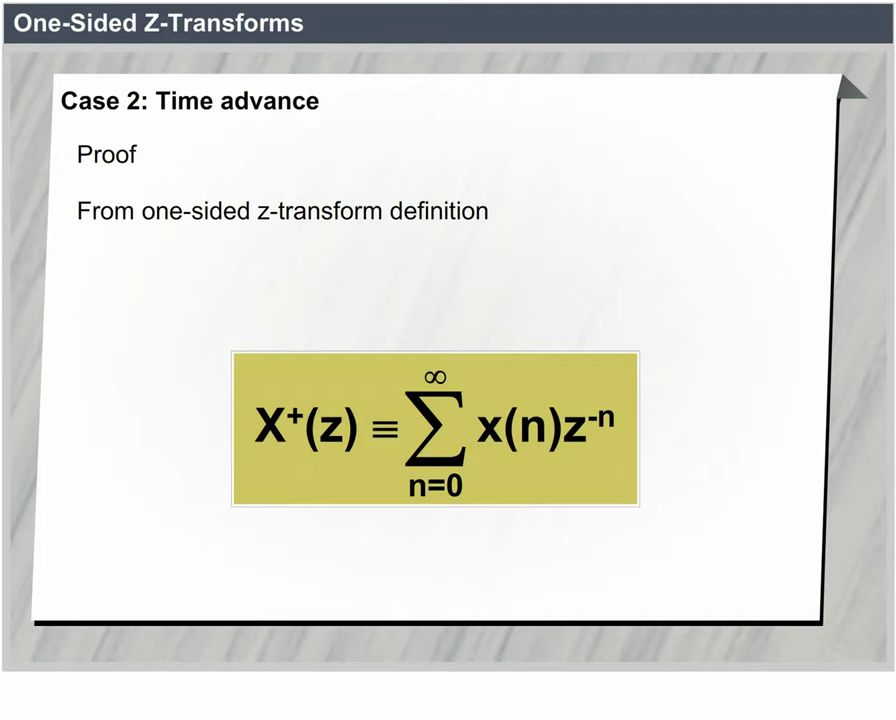 One-Sided Z-Transforms
Case 2: Time advance
Proof
From one-sided z-transform definition
∞
X⁺(z) ≡ ∑ x(n)z⁻ⁿ
n=0